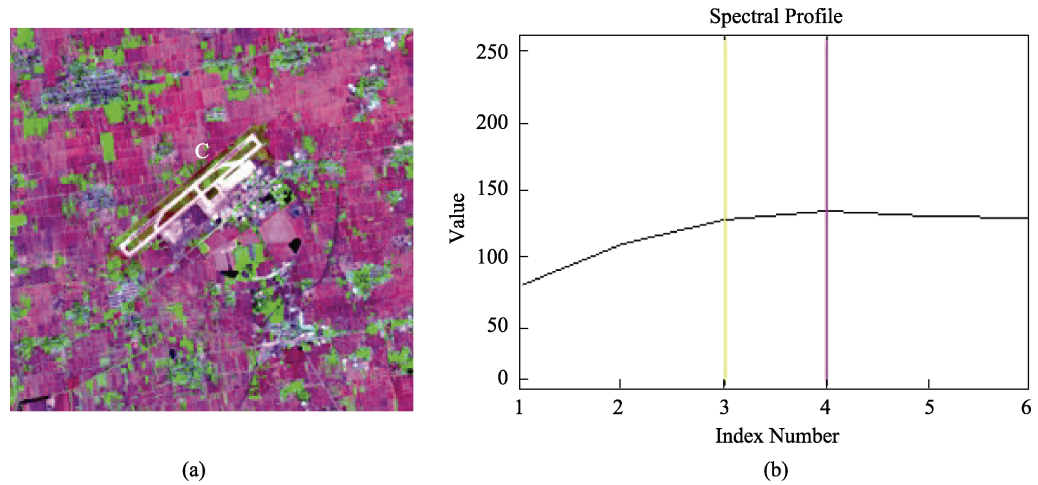 C
(a)
Spectral Profile
Value
250
200
150
100
50
0
1 2 3 4 5 6
Index Number
(b)